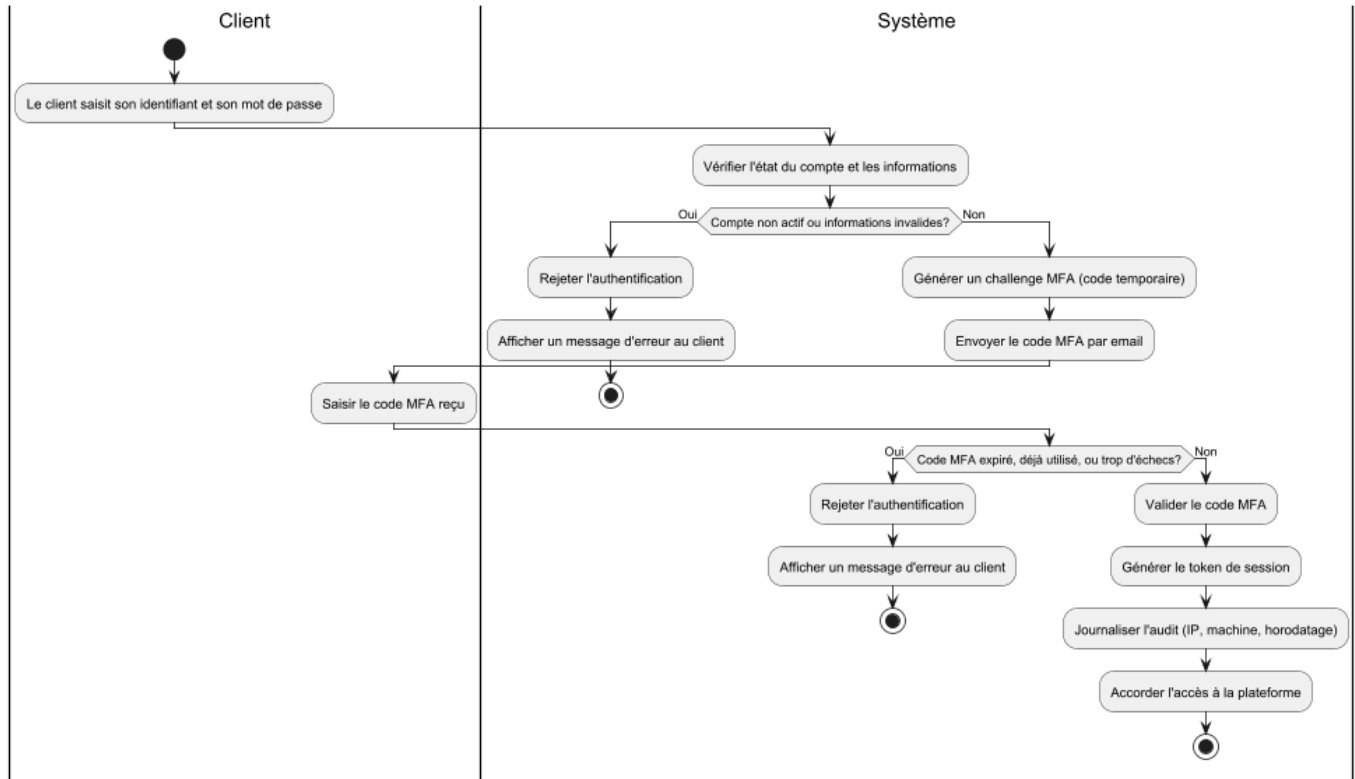 Client
Système
Le client saisit son identifiant et son mot de passe
Vérifier l'état du compte et les informations
Oui
Compte non actif ou informations invalides?
Non
Rejeter l'authentification
Générer un challenge MFA (code temporaire)
Afficher un message d'erreur au client
Envoyer le code MFA par email
Saisir le code MFA reçu
Oui
Code MFA expiré, déjà utilisé, ou trop d'échecs?
Non
Rejeter l'authentification
Valider le code MFA
Afficher un message d'erreur au client
Générer le token de session
Journaliser l'audit (IP, machine, horodatage)
Accorder l'accès à la plateforme